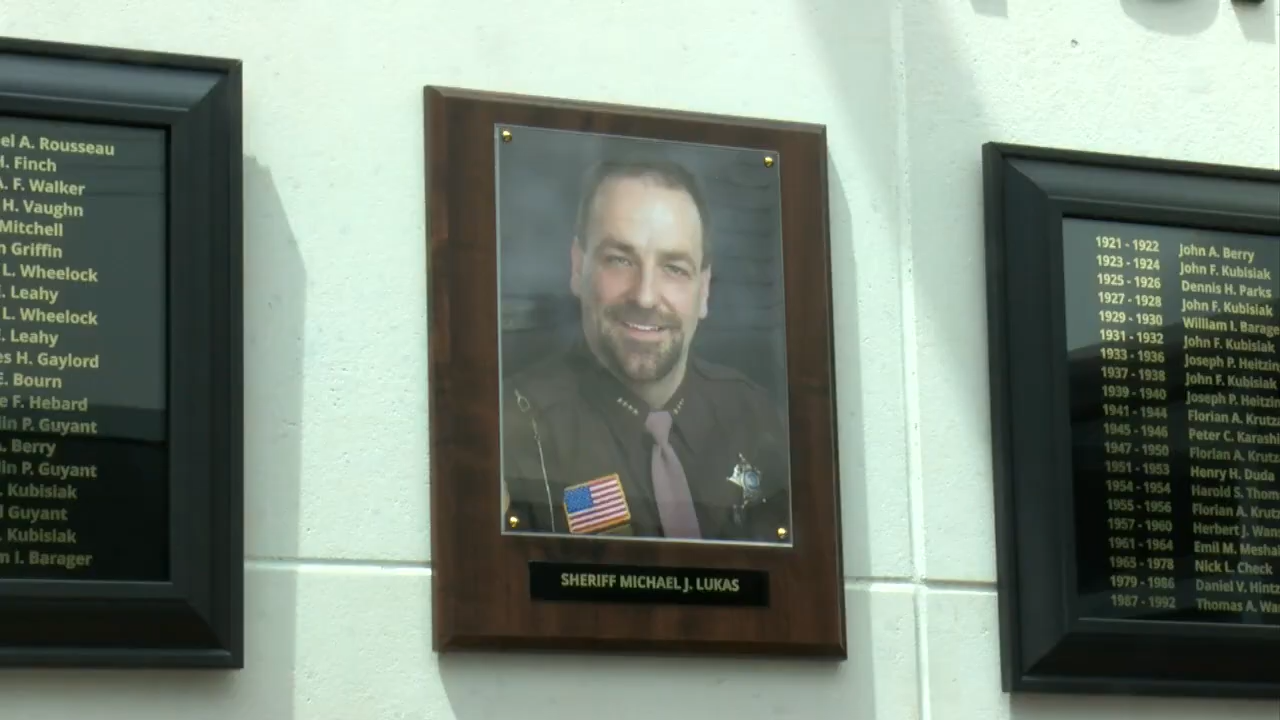 el A. Rousseau
H. Finch
A. F. Walker
H. Vaughn
Mitchell
n Griffin
L. Wheelock
Leahy
L. Wheelock
Leahy
es H. Gaylord
E. Bourn
e F. Hebard
lin P. Guyant
Berry
lin P. Guyant
Kubisiak
Guyant
Kubisiak
m I. Barager
SHERIFF MICHAEL J. LUKAS
1921 - 1922 John A. Berry
1923 - 1924 John F. Kubisiak
1925 - 1926 Dennis H. Parks
1927 - 1928 John F. Kubisiak
1929 - 1930 William I. Barage
1931 - 1932 John F. Kubisiak
1933 - 1936 Joseph P. Heitzin
1937 - 1938 John F. Kubisiak
1939 - 1940 Joseph P. Heitzin
1941 - 1944 Florian A. Krutz
1945 - 1946 Peter C. Karash
1947 - 1950 Florian A. Krutz
1951 - 1953 Henry H. Duda
1954 - 1954 Harold S. Thom
1955 - 1956 Florian A. Krutz
1957 - 1960 Herbert J. Wan
1961 - 1964 Emil M. Mesha
1965 - 1978 Nick L. Check
1979 - 1986 Daniel V. Hintz
1987 - 1992 Thomas A. Wa